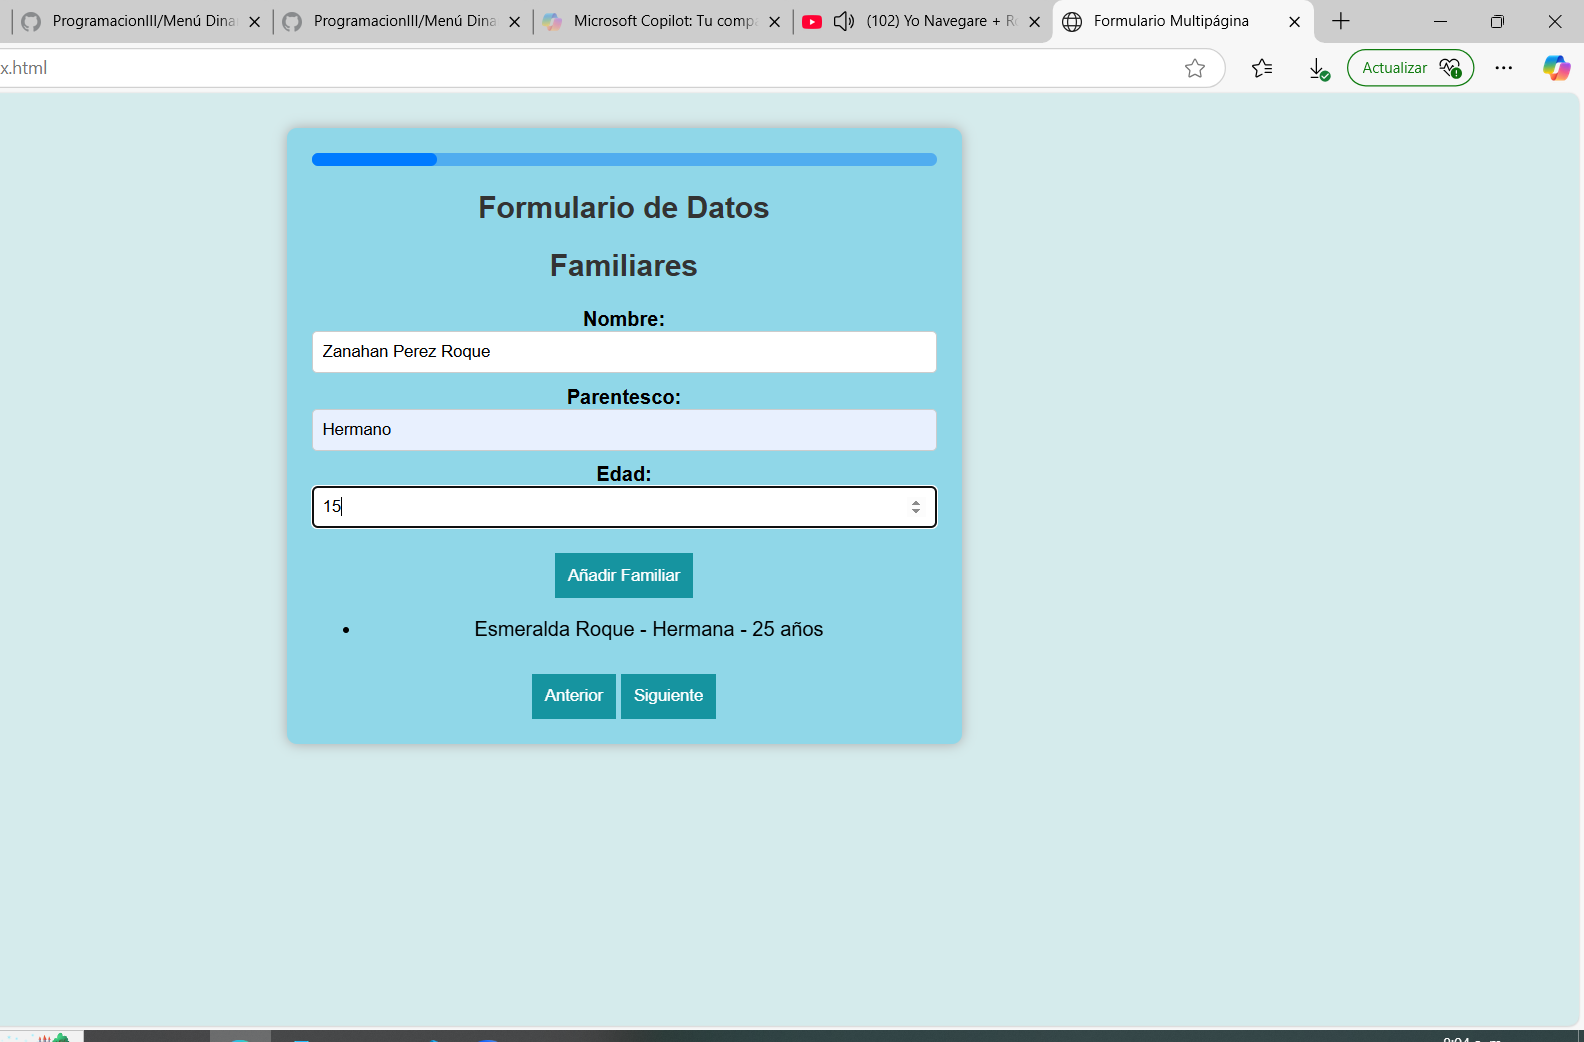 ProgramacionIII/Menú Dina
ProgramacionIII/Menú Dina
Microsoft Copilot: Tu comp
(102) Yo Navegare +
Formulario Multipágina
x.html
Actualizar
Formulario de Datos
Familiares
Nombre:
Zanahan Perez Roque
Parentesco:
Hermano
Edad:
15
Añadir Familiar
• Esmeralda Roque - Hermana - 25 años
Anterior Siguiente